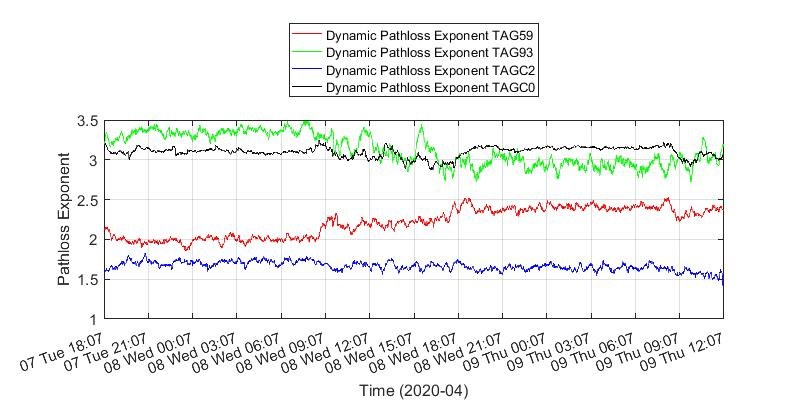 Dynamic Pathloss Exponent TAG59
Dynamic Pathloss Exponent TAG93
Dynamic Pathloss Exponent TAGC2
Dynamic Pathloss Exponent TAGC0
3.5
3
2.5
2
1.5
1
Pathloss Exponent
07 Tue 18:07
07 Tue 21:07
08 Wed 00:07
08 Wed 03:07
08 Wed 06:07
08 Wed 09:07
08 Wed 12:07
08 Wed 15:07
08 Wed 18:07
08 Wed 21:07
09 Thu 00:07
09 Thu 03:07
09 Thu 06:07
09 Thu 09:07
09 Thu 12:07
Time (2020-04)